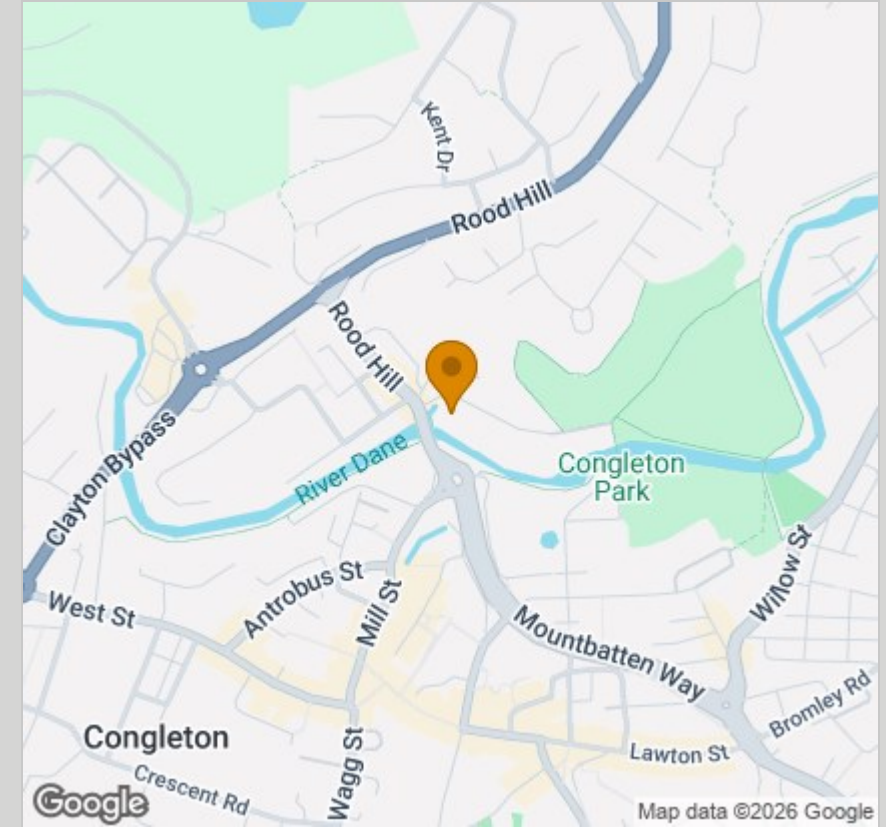 Kent Dr
Rood Hill
Rood Hill
Clayton Bypass
River Dane
Congleton
Park
Willow St
Antrobus St
West St
Mill St
Mountbatten Way
Bromley Rd
Congleton
Lawton St
Wagg St
Crescent Rd
Google
Map data ©2026 Google